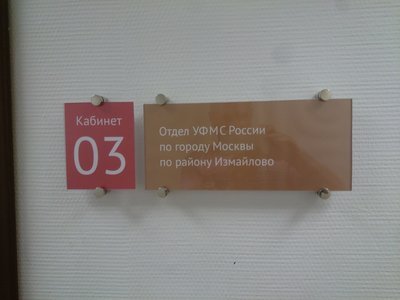 Кабинет
03
Отдел УФМС России
по городу Москвы
по району Измайлово